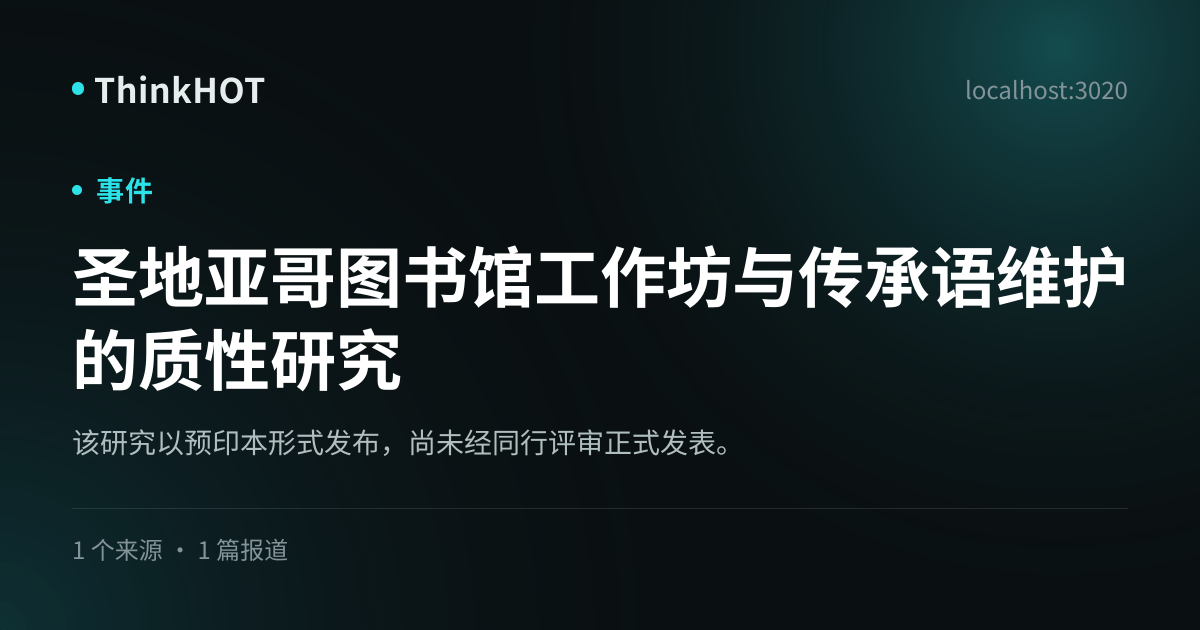 ThinkHOT
localhost:3020
事件
圣地亚哥图书馆工作坊与传承语维护
的质性研究
该研究以预印本形式发布，尚未经同行评审正式发表。
1 个来源 · 1 篇报道